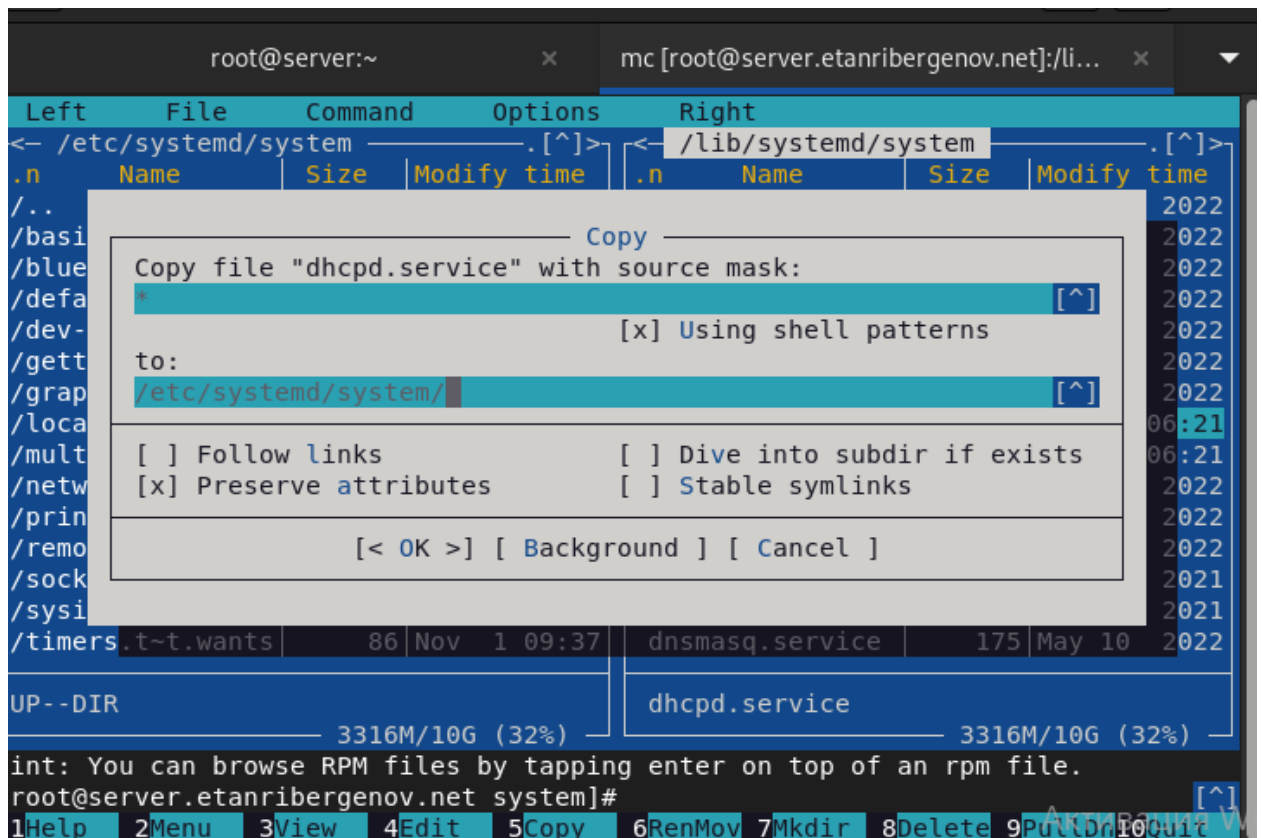 root@server:~ × mc [root@server.etanribergenov.net]:/li... ×
Left File Command Options Right
<— /etc/systemd/system —.[^]> <— /lib/systemd/system —.[^]>
.n Name Size Modify time .n Name Size Modify time
/.. 2022
/basi Copy 2022
/blue Copy file "dhcpd.service" with source mask: 2022
/defa * [^] 2022
/dev- [x] Using shell patterns 2022
/gett to: 2022
/grap /etc/systemd/system/ [^] 2022
/loca 06:21
/mult [ ] Follow links [ ] Dive into subdir if exists 06:21
/netw [x] Preserve attributes [ ] Stable symlinks 2022
/prin 2022
/remo [< OK >] [ Background ] [ Cancel ] 2022
/sock 2021
/sysi 2021
/timers.t~t.wants 86 Nov 1 09:37 dnsmasq.service 175 May 10 2022
UP--DIR dhcpd.service
3316M/10G (32%) 3316M/10G (32%)
int: You can browse RPM files by tapping enter on top of an rpm file.
root@server.etanribergenov.net system]# [^]
1Help 2Menu 3View 4Edit 5Copy 6RenMov 7Mkdir 8Delete 9PullDn10Quit
Активация W